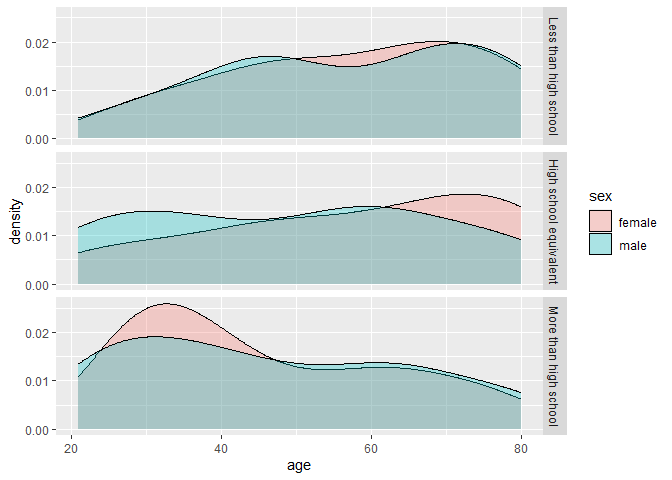 0.02
0.01
0.00
Less than high school
0.02
0.01
0.00
High school equivalent
0.02
0.01
0.00
More than high school
density
20 40 60 80
age
sex
female
male